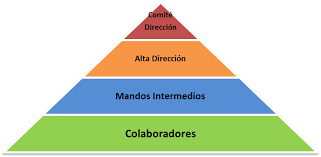 Comité
Dirección
Alta Dirección
Mandos Intermedios
Colaboradores